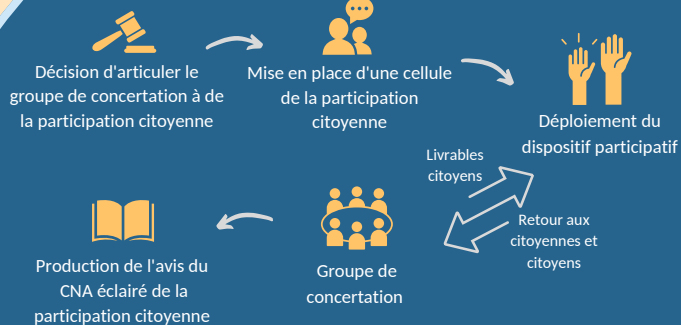 Décision d'articuler le
groupe de concertation à de
la participation citoyenne
Mise en place d'une cellule
de la participation
citoyenne
Déploiement du
dispositif participatif
Livrables
citoyens
Retour aux
citoyennes et
citoyens
Groupe de
concertation
Production de l'avis du
CNA éclairé de la
participation citoyenne